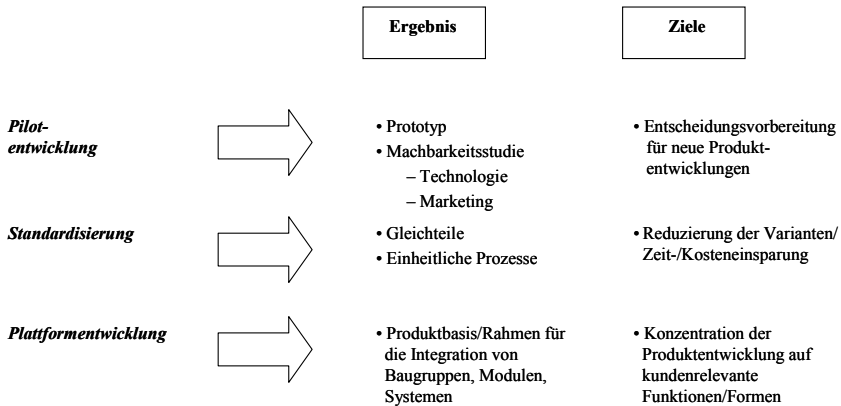 Ergebnis
Ziele
Pilot-
entwicklung
• Prototyp
• Machbarkeitsstudie
– Technologie
– Marketing
• Entscheidungsvorbereitung
für neue Produkt-
entwicklungen
Standardisierung
• Gleichteile
• Einheitliche Prozesse
• Reduzierung der Varianten/
Zeit-/Kosteneinsparung
Plattformentwicklung
• Produktbasis/Rahmen für
die Integration von
Baugruppen, Modulen,
Systemen
• Konzentration der
Produktentwicklung auf
kundenrelevante
Funktionen/Formen